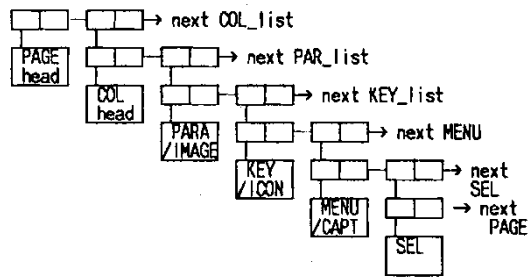 next COL_list
PAGE
head
next PAR_list
COL
head
next KEY_list
PARA
/IMAGE
next MENU
KEY
/ICON
next
SEL
MENU
/CAPT
next
PAGE
SEL